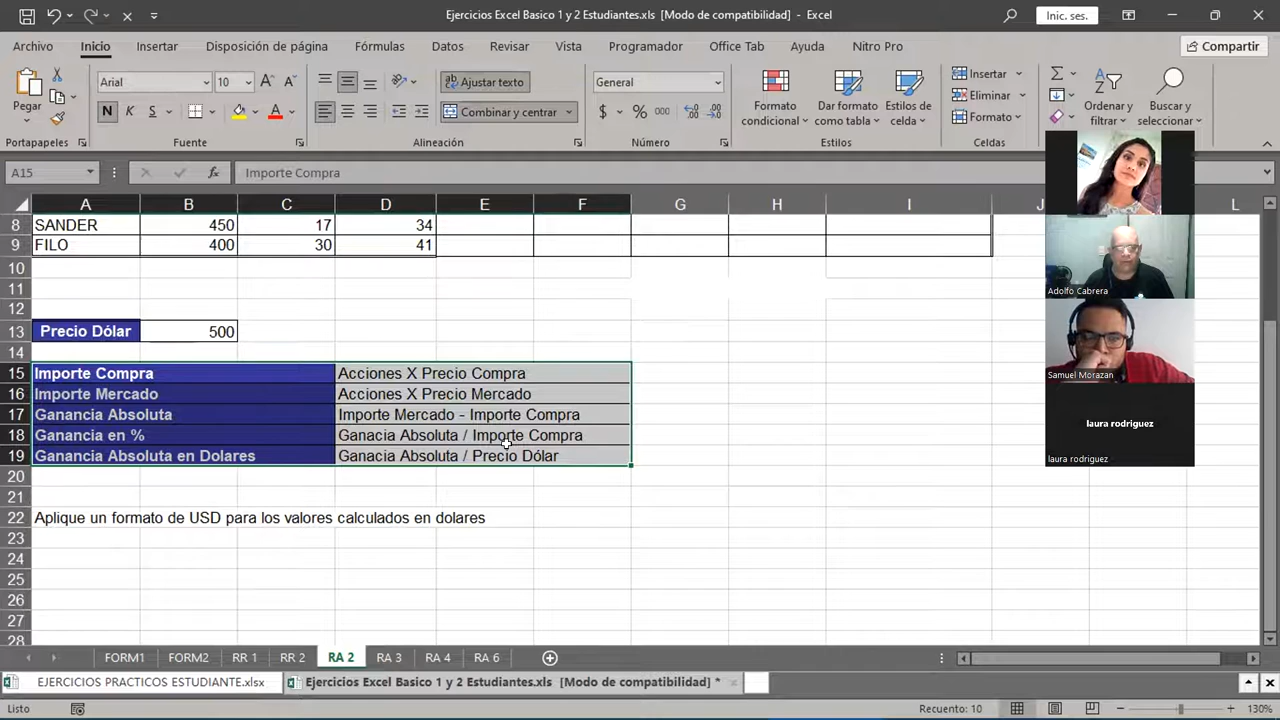 Ejercicios Excel Basico 1 y 2 Estudiantes.xls [Modo de compatibilidad] - Excel
Inic. ses.
Archivo Inicio Insertar Disposición de página Fórmulas Datos Revisar Vista Programador Office Tab Ayuda Nitro Pro Compartir
Pegar
Arial 10
N K S
Ajustar texto
Combinar y centrar
General
$ % 000
Formato condicional
Dar formato como tabla
Estilos de celda
Insertar
Eliminar
Formato
Ordenar y filtrar
Buscar y seleccionar
Portapapeles Fuente Alineación Número Estilos Celdas
A15 fx Importe Compra
A B C D E F G H I J L
8 SANDER 450 17 34
9 FILO 400 30 41
10
11
12
13 Precio Dólar 500
14
15 Importe Compra Acciones X Precio Compra
16 Importe Mercado Acciones X Precio Mercado
17 Ganancia Absoluta Importe Mercado - Importe Compra
18 Ganancia en % Ganacia Absoluta / Importe Compra
19 Ganancia Absoluta en Dolares Ganacia Absoluta / Precio Dólar
20
21
22 Aplique un formato de USD para los valores calculados en dolares
23
24
25
26
27
28
Adolfo Cabrera
Samuel Morazan
laura rodriguez
laura rodriguez
FORM1 FORM2 RR 1 RR 2 RA 2 RA 3 RA 4 RA 6
EJERCICIOS PRACTICOS ESTUDIANTE.xlsx
Ejercicios Excel Basico 1 y 2 Estudiantes.xls [Modo de compatibilidad] *
Listo Recuento: 10 130%